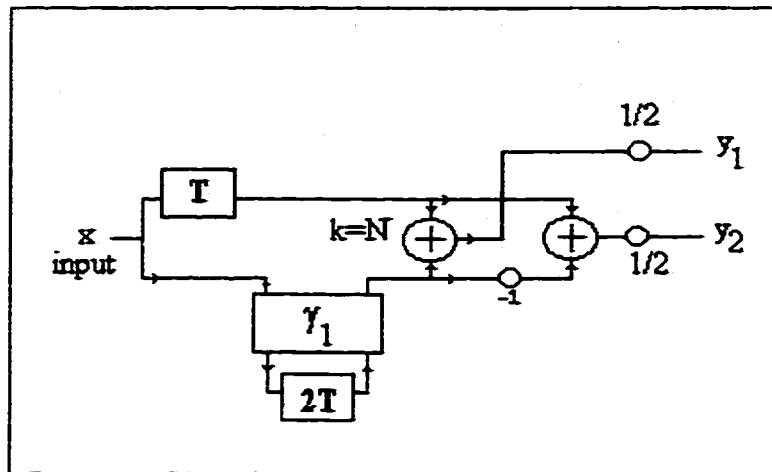 1/2
y1
T
k=N
+
+
x
input
y2
1/2
-1
γ1
2T